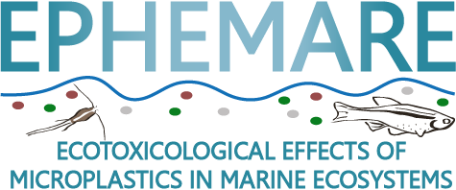 EPHEMARE
ECOTOXICOLOGICAL EFFECTS OF
MICROPLASTICS IN MARINE ECOSYSTEMS